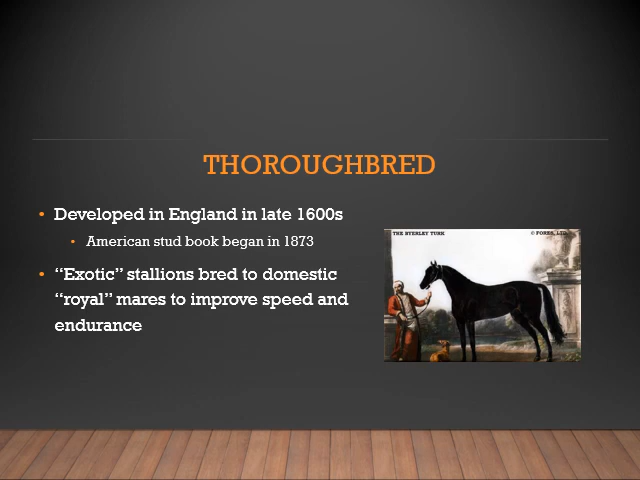 THOROUGHBRED
• Developed in England in late 1600s
• American stud book began in 1873
• “Exotic” stallions bred to domestic
“royal” mares to improve speed and
endurance
THE BYERLEY TURK
© FORES, LTD.